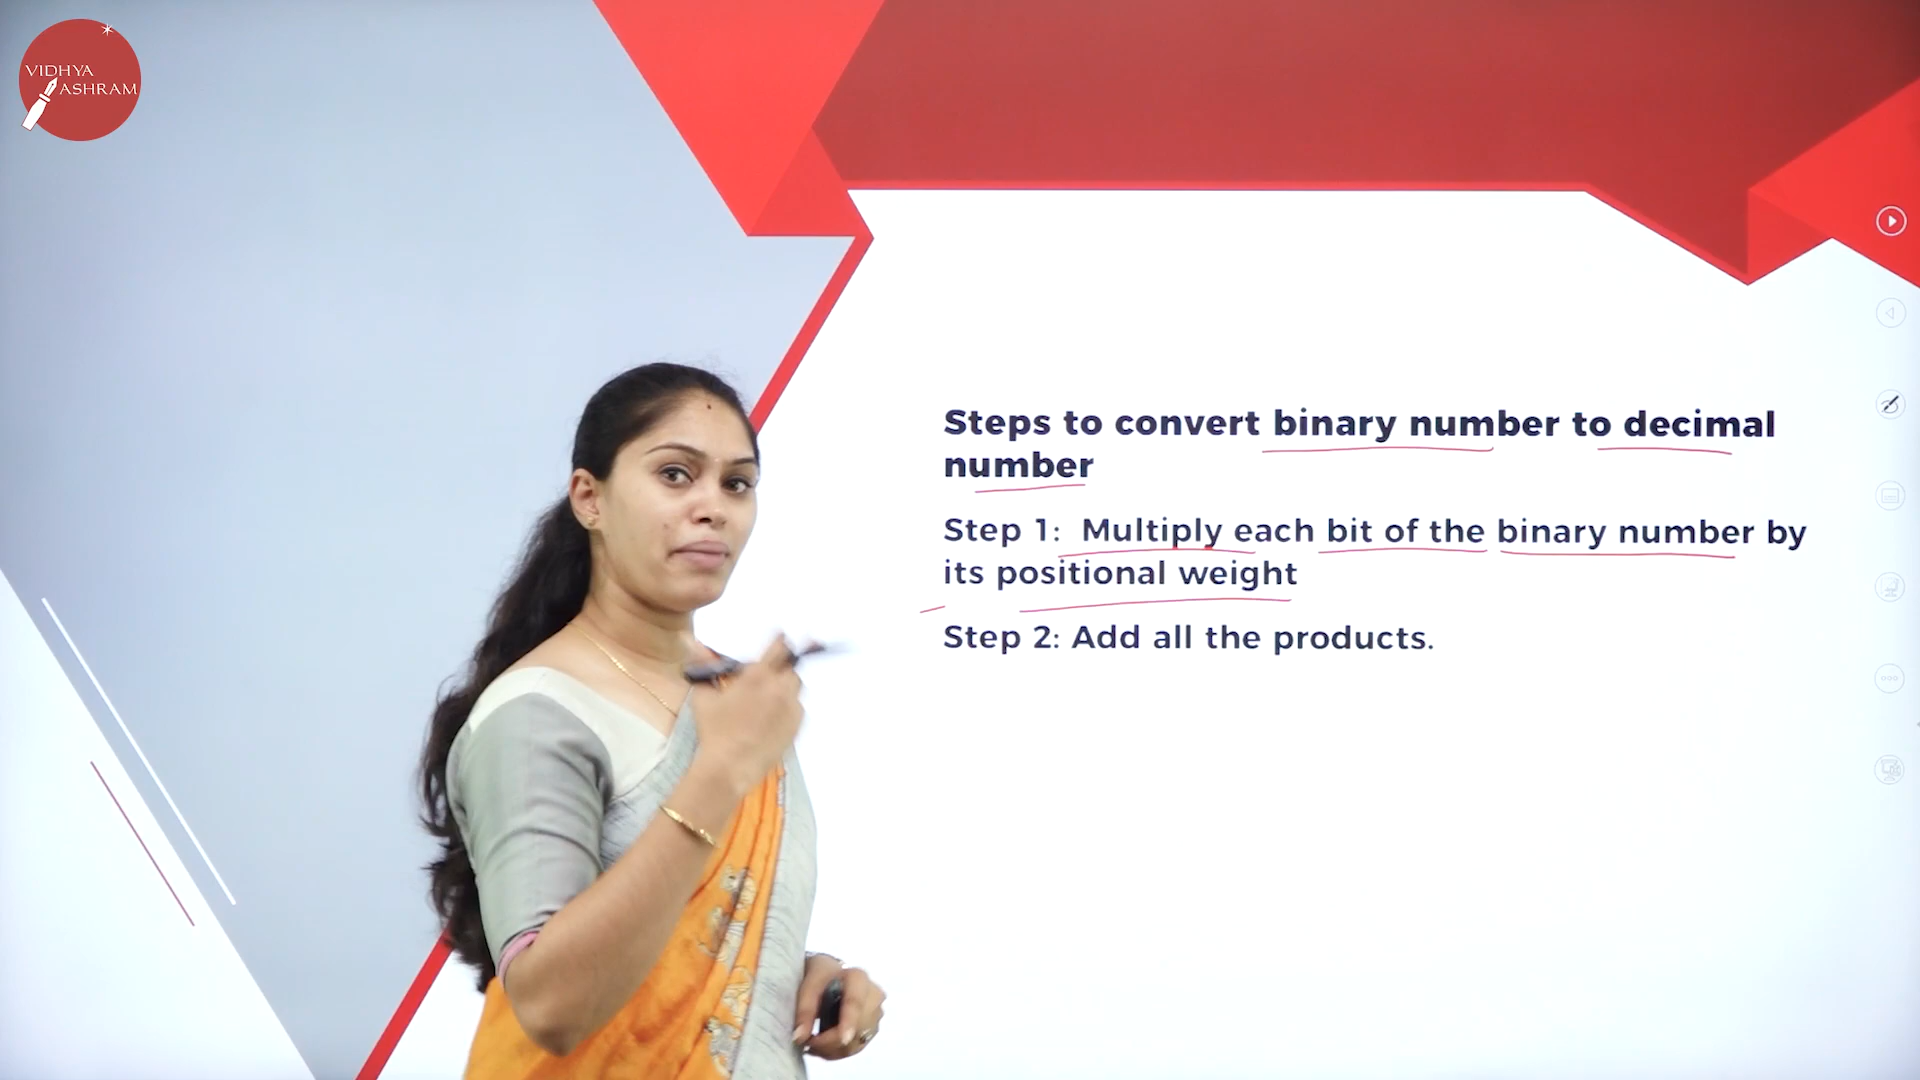 VIDHYA
ASHRAM
Steps to convert binary number to decimal
number
Step 1: Multiply each bit of the binary number by
its positional weight
Step 2: Add all the products.